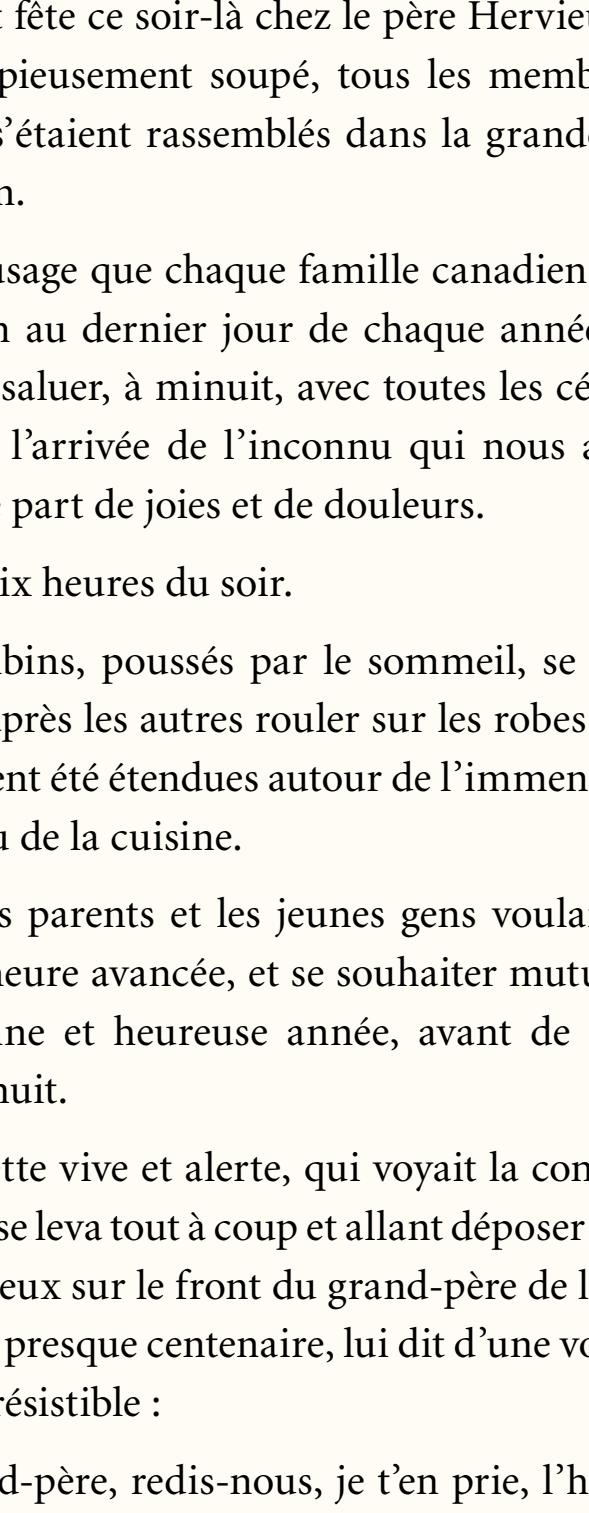 fête ce soir-là chez le père Hervieu
pieusement soupé, tous les memb
s’étaient rassemblés dans la grand
n.
usage que chaque famille canadien
n au dernier jour de chaque anné
saluer, à minuit, avec toutes les cé
l’arrivée de l’inconnu qui nous a
part de joies et de douleurs.
ix heures du soir.
bins, poussés par le sommeil, se
près les autres rouler sur les robes
ent été étendues autour de l’immen
u de la cuisine.
s parents et les jeunes gens voula
heure avancée, et se souhaiter mutu
ne et heureuse année, avant de
nuit.
tte vive et alerte, qui voyait la con
se leva tout à coup et allant déposer
eux sur le front du grand-père de l
presque centenaire, lui dit d’une vo
résistible :
d-père, redis-nous, je t’en prie, l’h